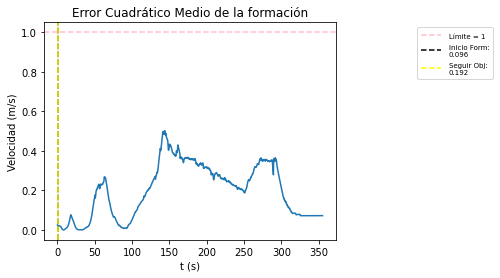 Error Cuadrático Medio de la formación
Velocidad (m/s)
1.0
0.8
0.6
0.4
0.2
0.0
0
50
100
150
200
250
300
350
t (s)
Límite = 1
Inicio Form:
0.096
Seguir Obj:
0.192